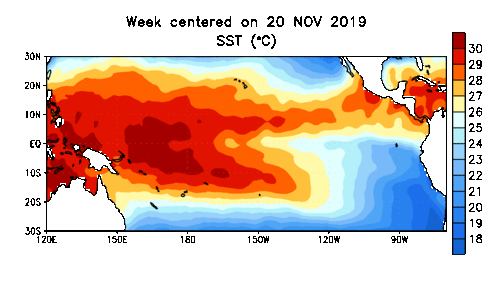 Week centered on 20 NOV 2019
SST (°C)
30N
20N
10N
EQ
10S
20S
30S
120E 150E 180 150W 120W 90W
30
29
28
27
26
25
24
23
22
21
20
19
18